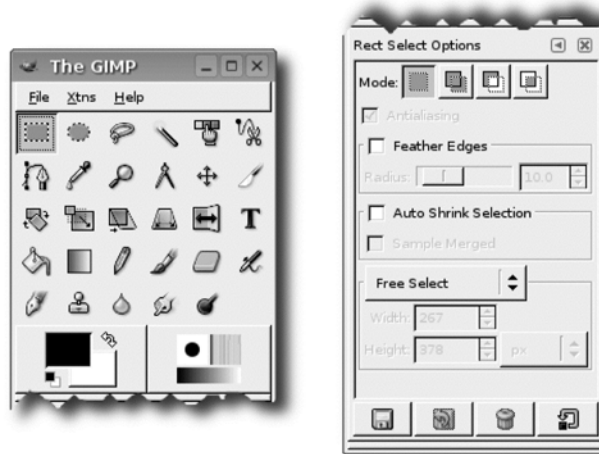 The GIMP
File Xtns Help
T
Rect Select Options
Mode:
Antialiasing
Feather Edges
Radius: 10.0
Auto Shrink Selection
Sample Merged
Free Select
Width: 267
Height: 378 px